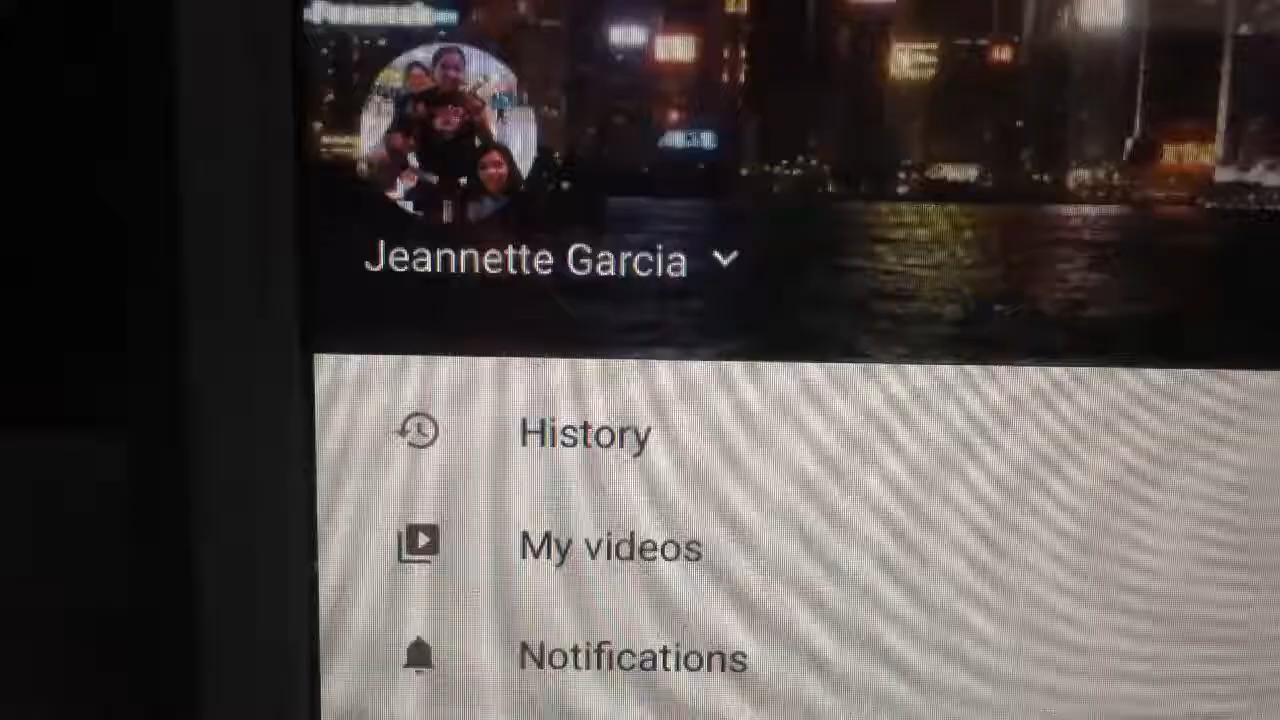 Jeannette Garcia
History
My videos
Notifications